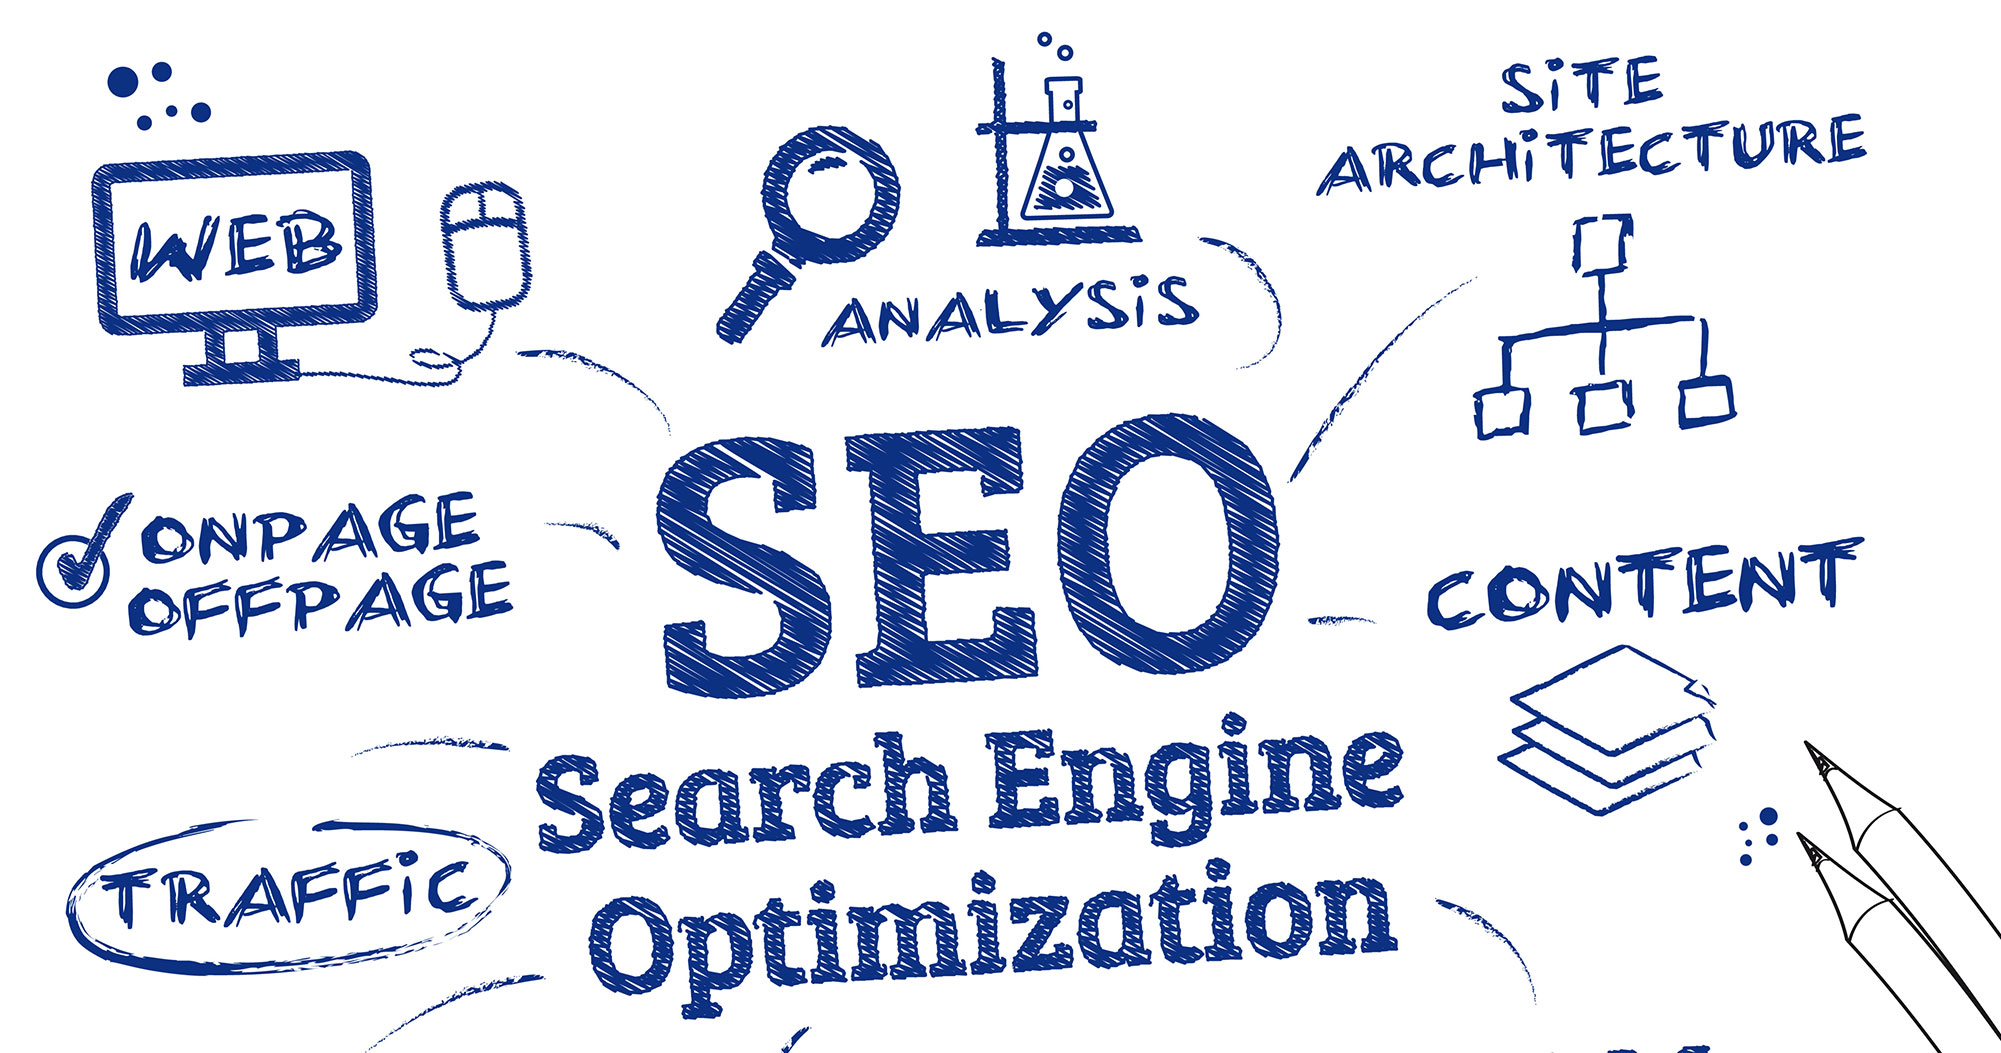 WEB
ANALYSIS
SITE
ARCHITECTURE
ONPAGE
OFFPAGE
SEO
CONTENT
Search Engine
Optimization
TRAFFIC